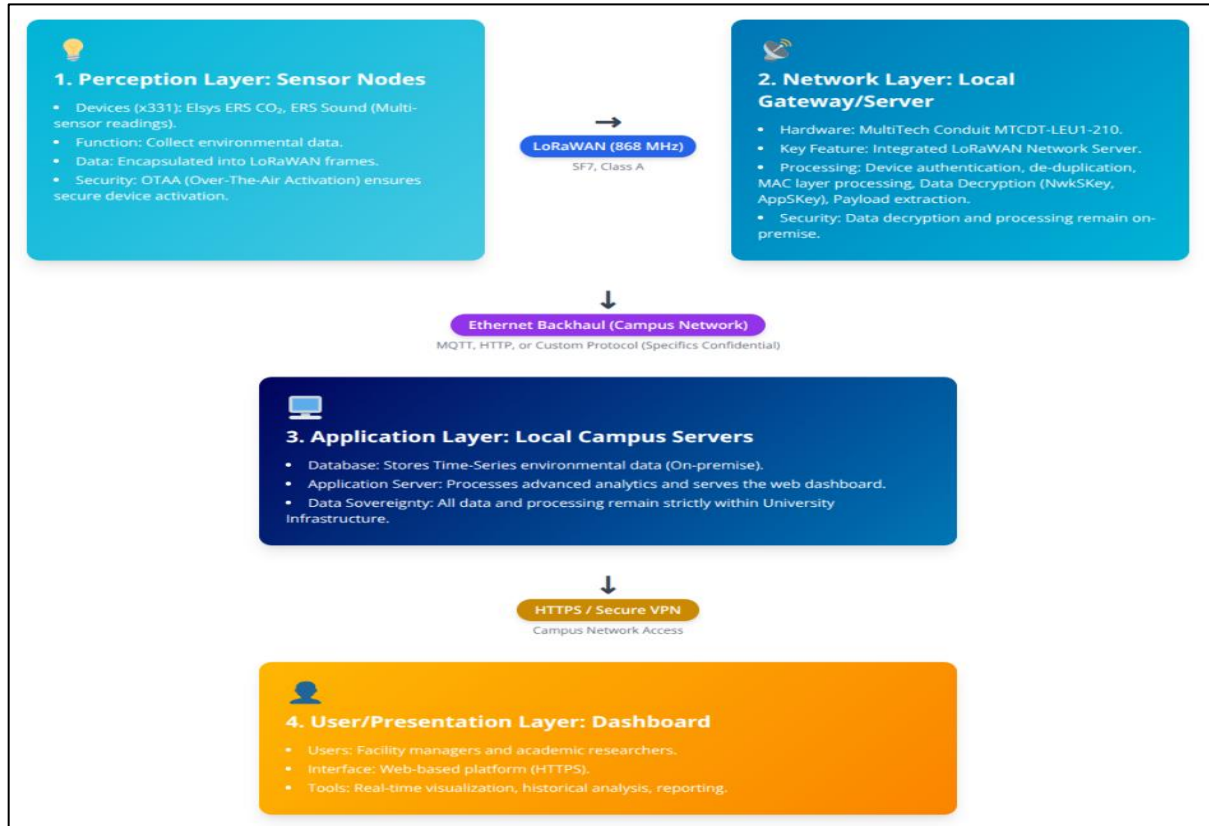 1. Perception Layer: Sensor Nodes
• Devices (x331): Elsys ERS CO₂, ERS Sound (Multi-
sensor readings).
• Function: Collect environmental data.
• Data: Encapsulated into LoRaWAN frames.
• Security: OTAA (Over-The-Air Activation) ensures
secure device activation.
→
LoRaWAN (868 MHz)
SF7, Class A
2. Network Layer: Local
Gateway/Server
• Hardware: MultiTech Conduit MTCDT-LEU1-210.
• Key Feature: Integrated LoRaWAN Network Server.
• Processing: Device authentication, de-duplication,
MAC layer processing, Data Decryption (NwkSKey,
AppSKey), Payload extraction.
• Security: Data decryption and processing remain on-
premise.
↓
Ethernet Backhaul (Campus Network)
MQTT, HTTP, or Custom Protocol (Specifics Confidential)
3. Application Layer: Local Campus Servers
• Database: Stores Time-Series environmental data (On-premise).
• Application Server: Processes advanced analytics and serves the web dashboard.
• Data Sovereignty: All data and processing remain strictly within University
Infrastructure.
↓
HTTPS / Secure VPN
Campus Network Access
4. User/Presentation Layer: Dashboard
• Users: Facility managers and academic researchers.
• Interface: Web-based platform (HTTPS).
• Tools: Real-time visualization, historical analysis, reporting.